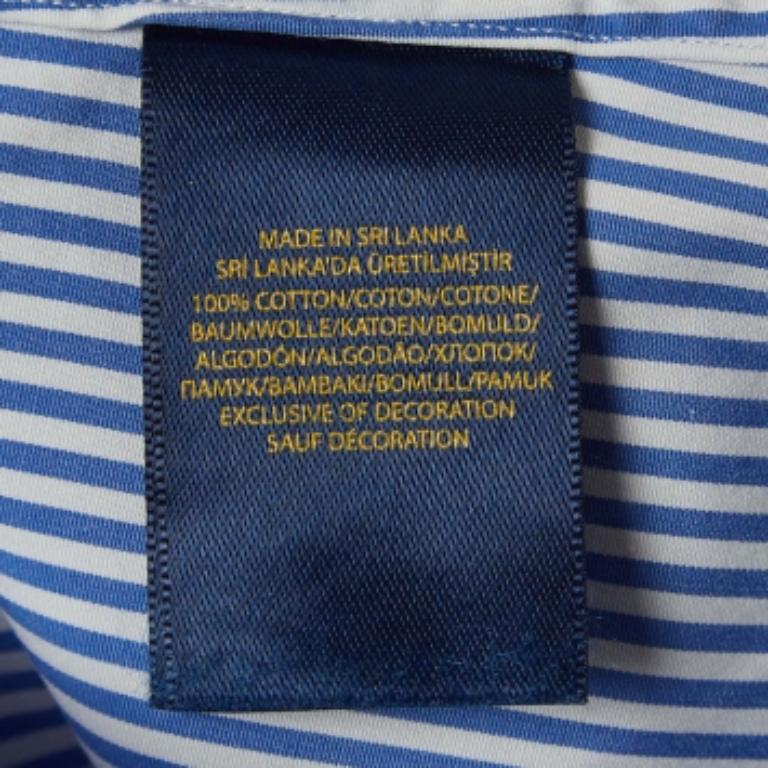 MADE IN SRI LANKA
SRİ LANKA'DA ÜRETİLMİŞTİR
100% COTTON/COTON/COTONE/
BAUMWOLLE/KATOEN/BOMULD/
ALGODÓN/ALGODÃO/ХЛОПОК/
ПАМУК/BAMBAKI/BOMULL/PAMUK
EXCLUSIVE OF DECORATION
SAUF DÉCORATION